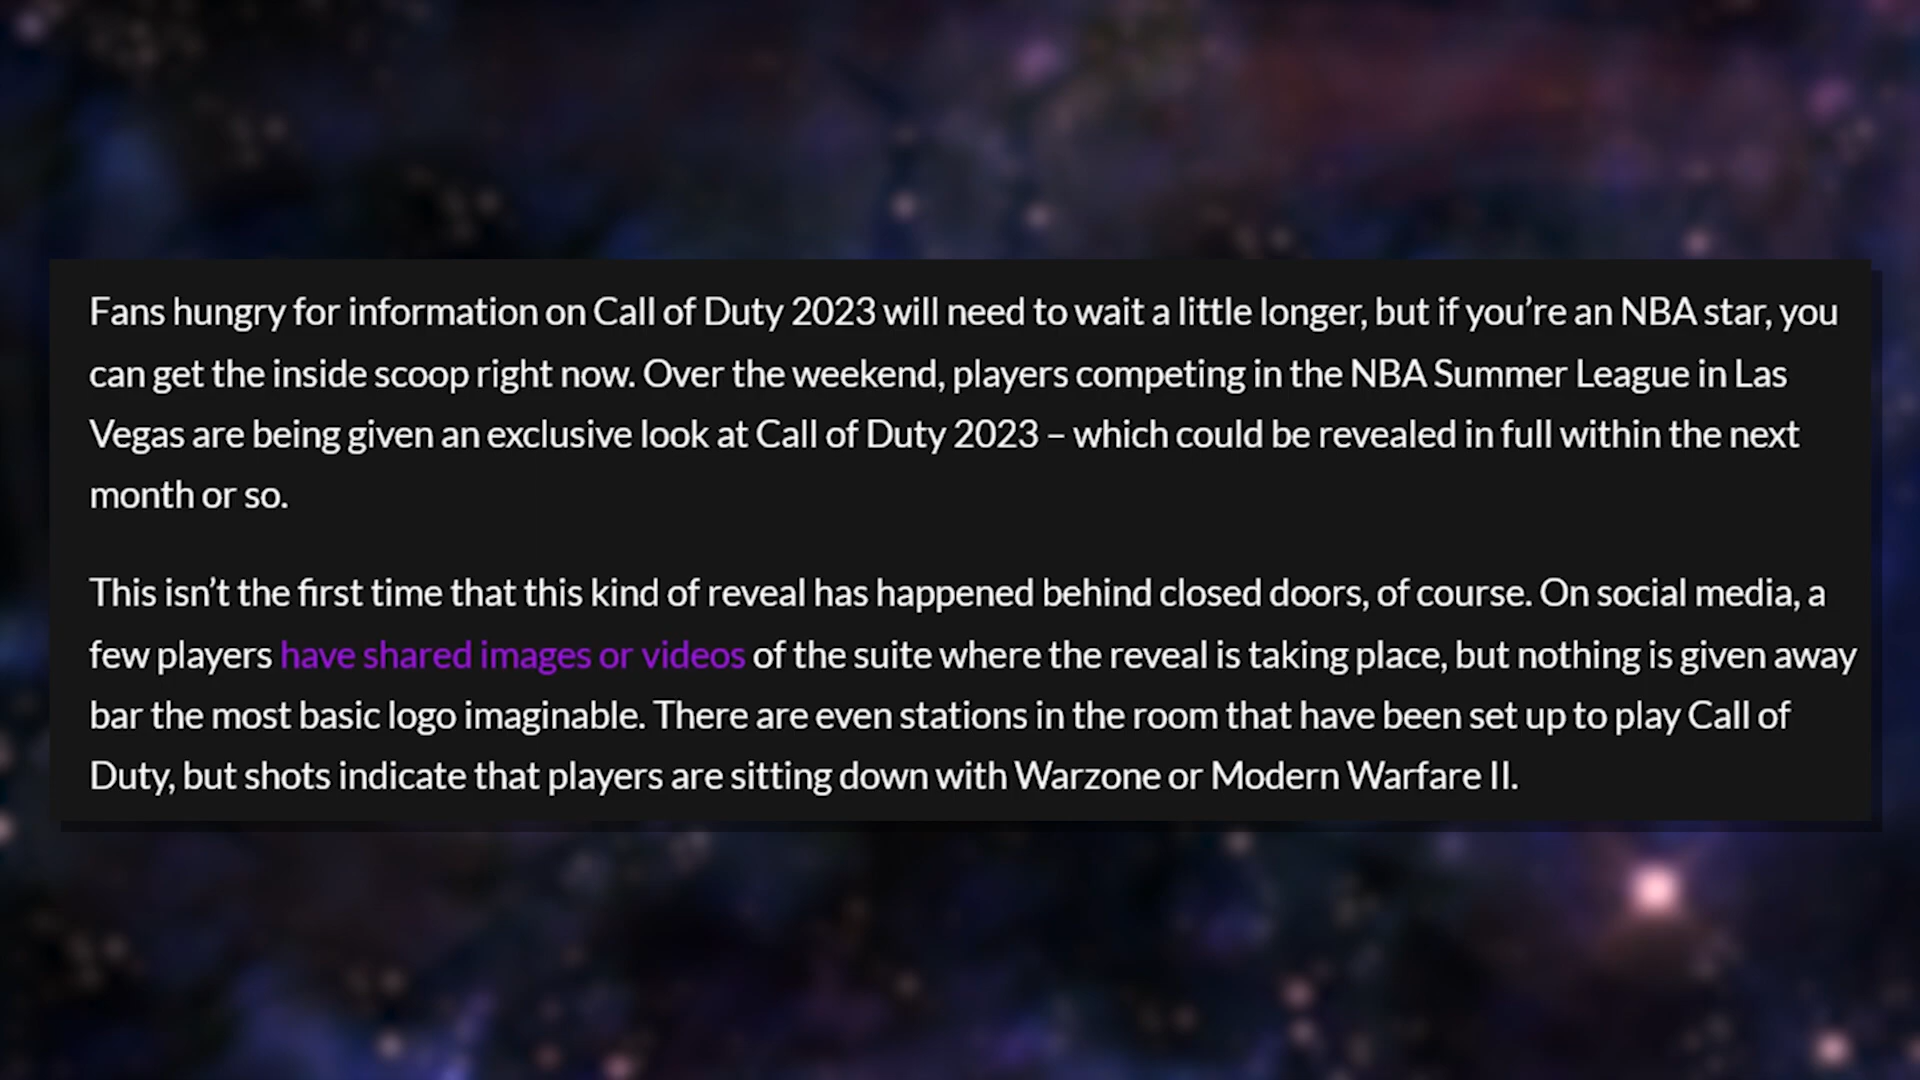 Fans hungry for information on Call of Duty 2023 will need to wait a little longer, but if you’re an NBA star, you
can get the inside scoop right now. Over the weekend, players competing in the NBA Summer League in Las
Vegas are being given an exclusive look at Call of Duty 2023 – which could be revealed in full within the next
month or so.
This isn’t the first time that this kind of reveal has happened behind closed doors, of course. On social media, a
few players have shared images or videos of the suite where the reveal is taking place, but nothing is given away
bar the most basic logo imaginable. There are even stations in the room that have been set up to play Call of
Duty, but shots indicate that players are sitting down with Warzone or Modern Warfare II.